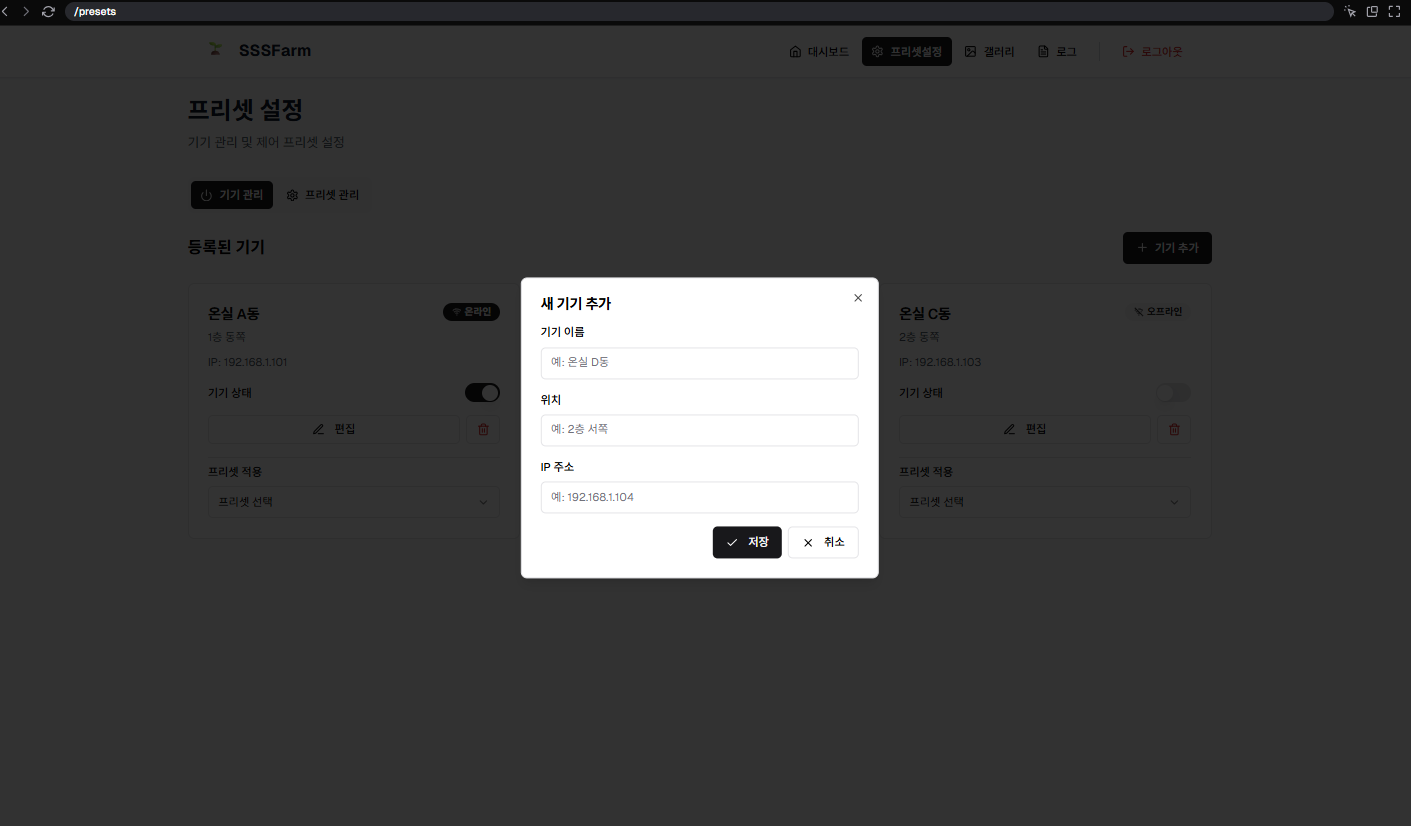 /presets
SSSFarm
대시보드
프리셋설정
갤러리
로그
로그아웃
프리셋 설정
기기 관리 및 제어 프리셋 설정
기기 관리
프리셋 관리
등록된 기기
기기 추가
온실 A동
온라인
1층 동쪽
IP: 192.168.1.101
기기 상태
편집
프리셋 적용
프리셋 선택
새 기기 추가
기기 이름
예: 온실 D동
위치
예: 2층 서쪽
IP 주소
예: 192.168.1.104
저장
취소
온실 C동
오프라인
2층 동쪽
IP: 192.168.1.103
기기 상태
편집
프리셋 적용
프리셋 선택